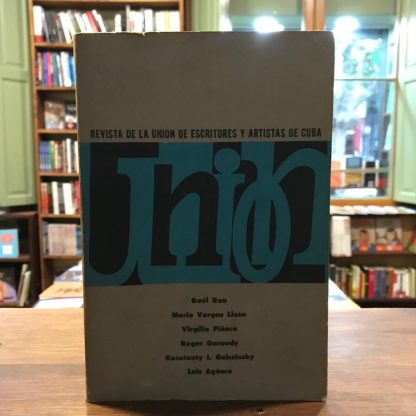 REVISTA DE LA UNION DE ESCRITORES Y ARTISTAS DE CUBA
Unión
Raúl Roa
Mario Vargas Llosa
Virgilio Piñera
Roger Garaudy
Konstanty I. Galczinsky
Luis Agüero